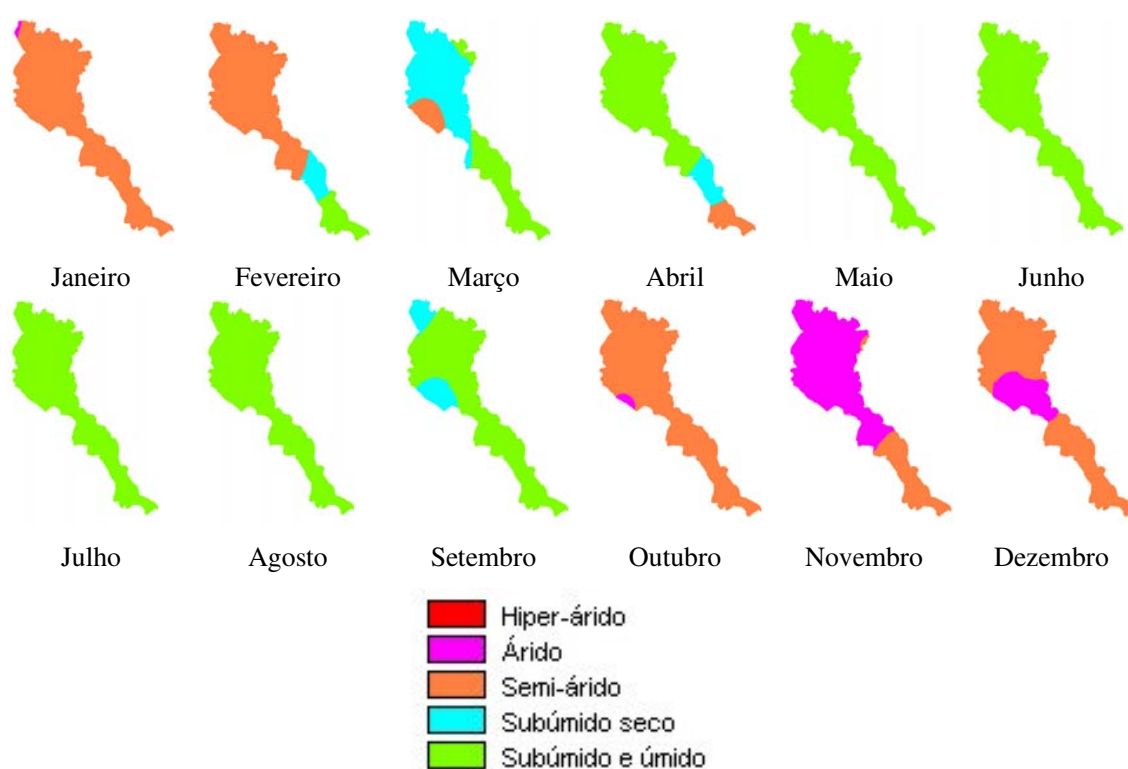 Janeiro Fevereiro Março Abril Maio Junho
Julho Agosto Setembro Outubro Novembro Dezembro
Hiper-árido
Árido
Semi-árido
Subúmido seco
Subúmido e úmido